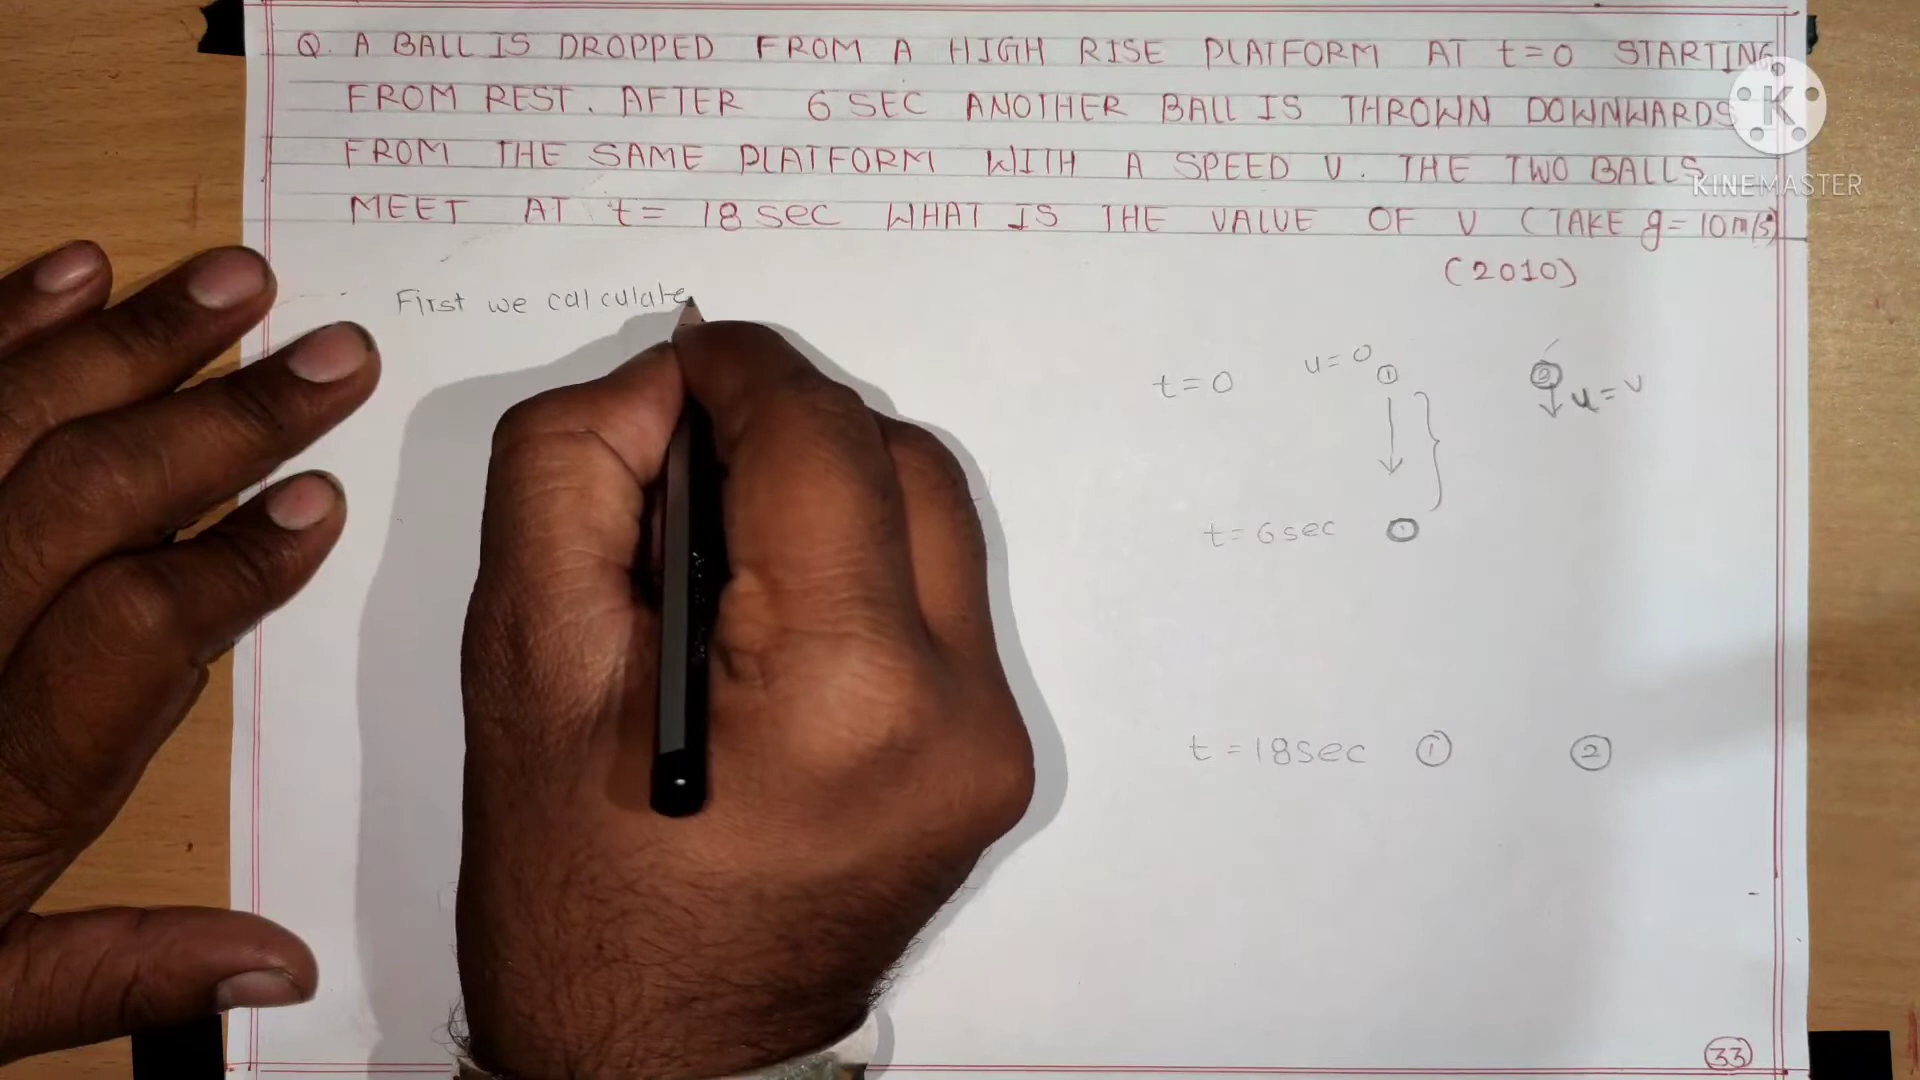 Q. A BALL IS DROPPED FROM A HIGH RISE PLATFORM AT t=0 STARTING
FROM REST. AFTER 6 SEC ANOTHER BALL IS THROWN DOWNWARDS
FROM THE SAME PLATFORM WITH A SPEED V. THE TWO BALLS
KINEMASTER
MEET AT t= 18 SEC WHAT IS THE VALUE OF V (TAKE g= 10m/s²)
(2010)
First we calculate
t=0 u=0 ① ② u=v
t=6sec ①
t=18sec ① ②
33